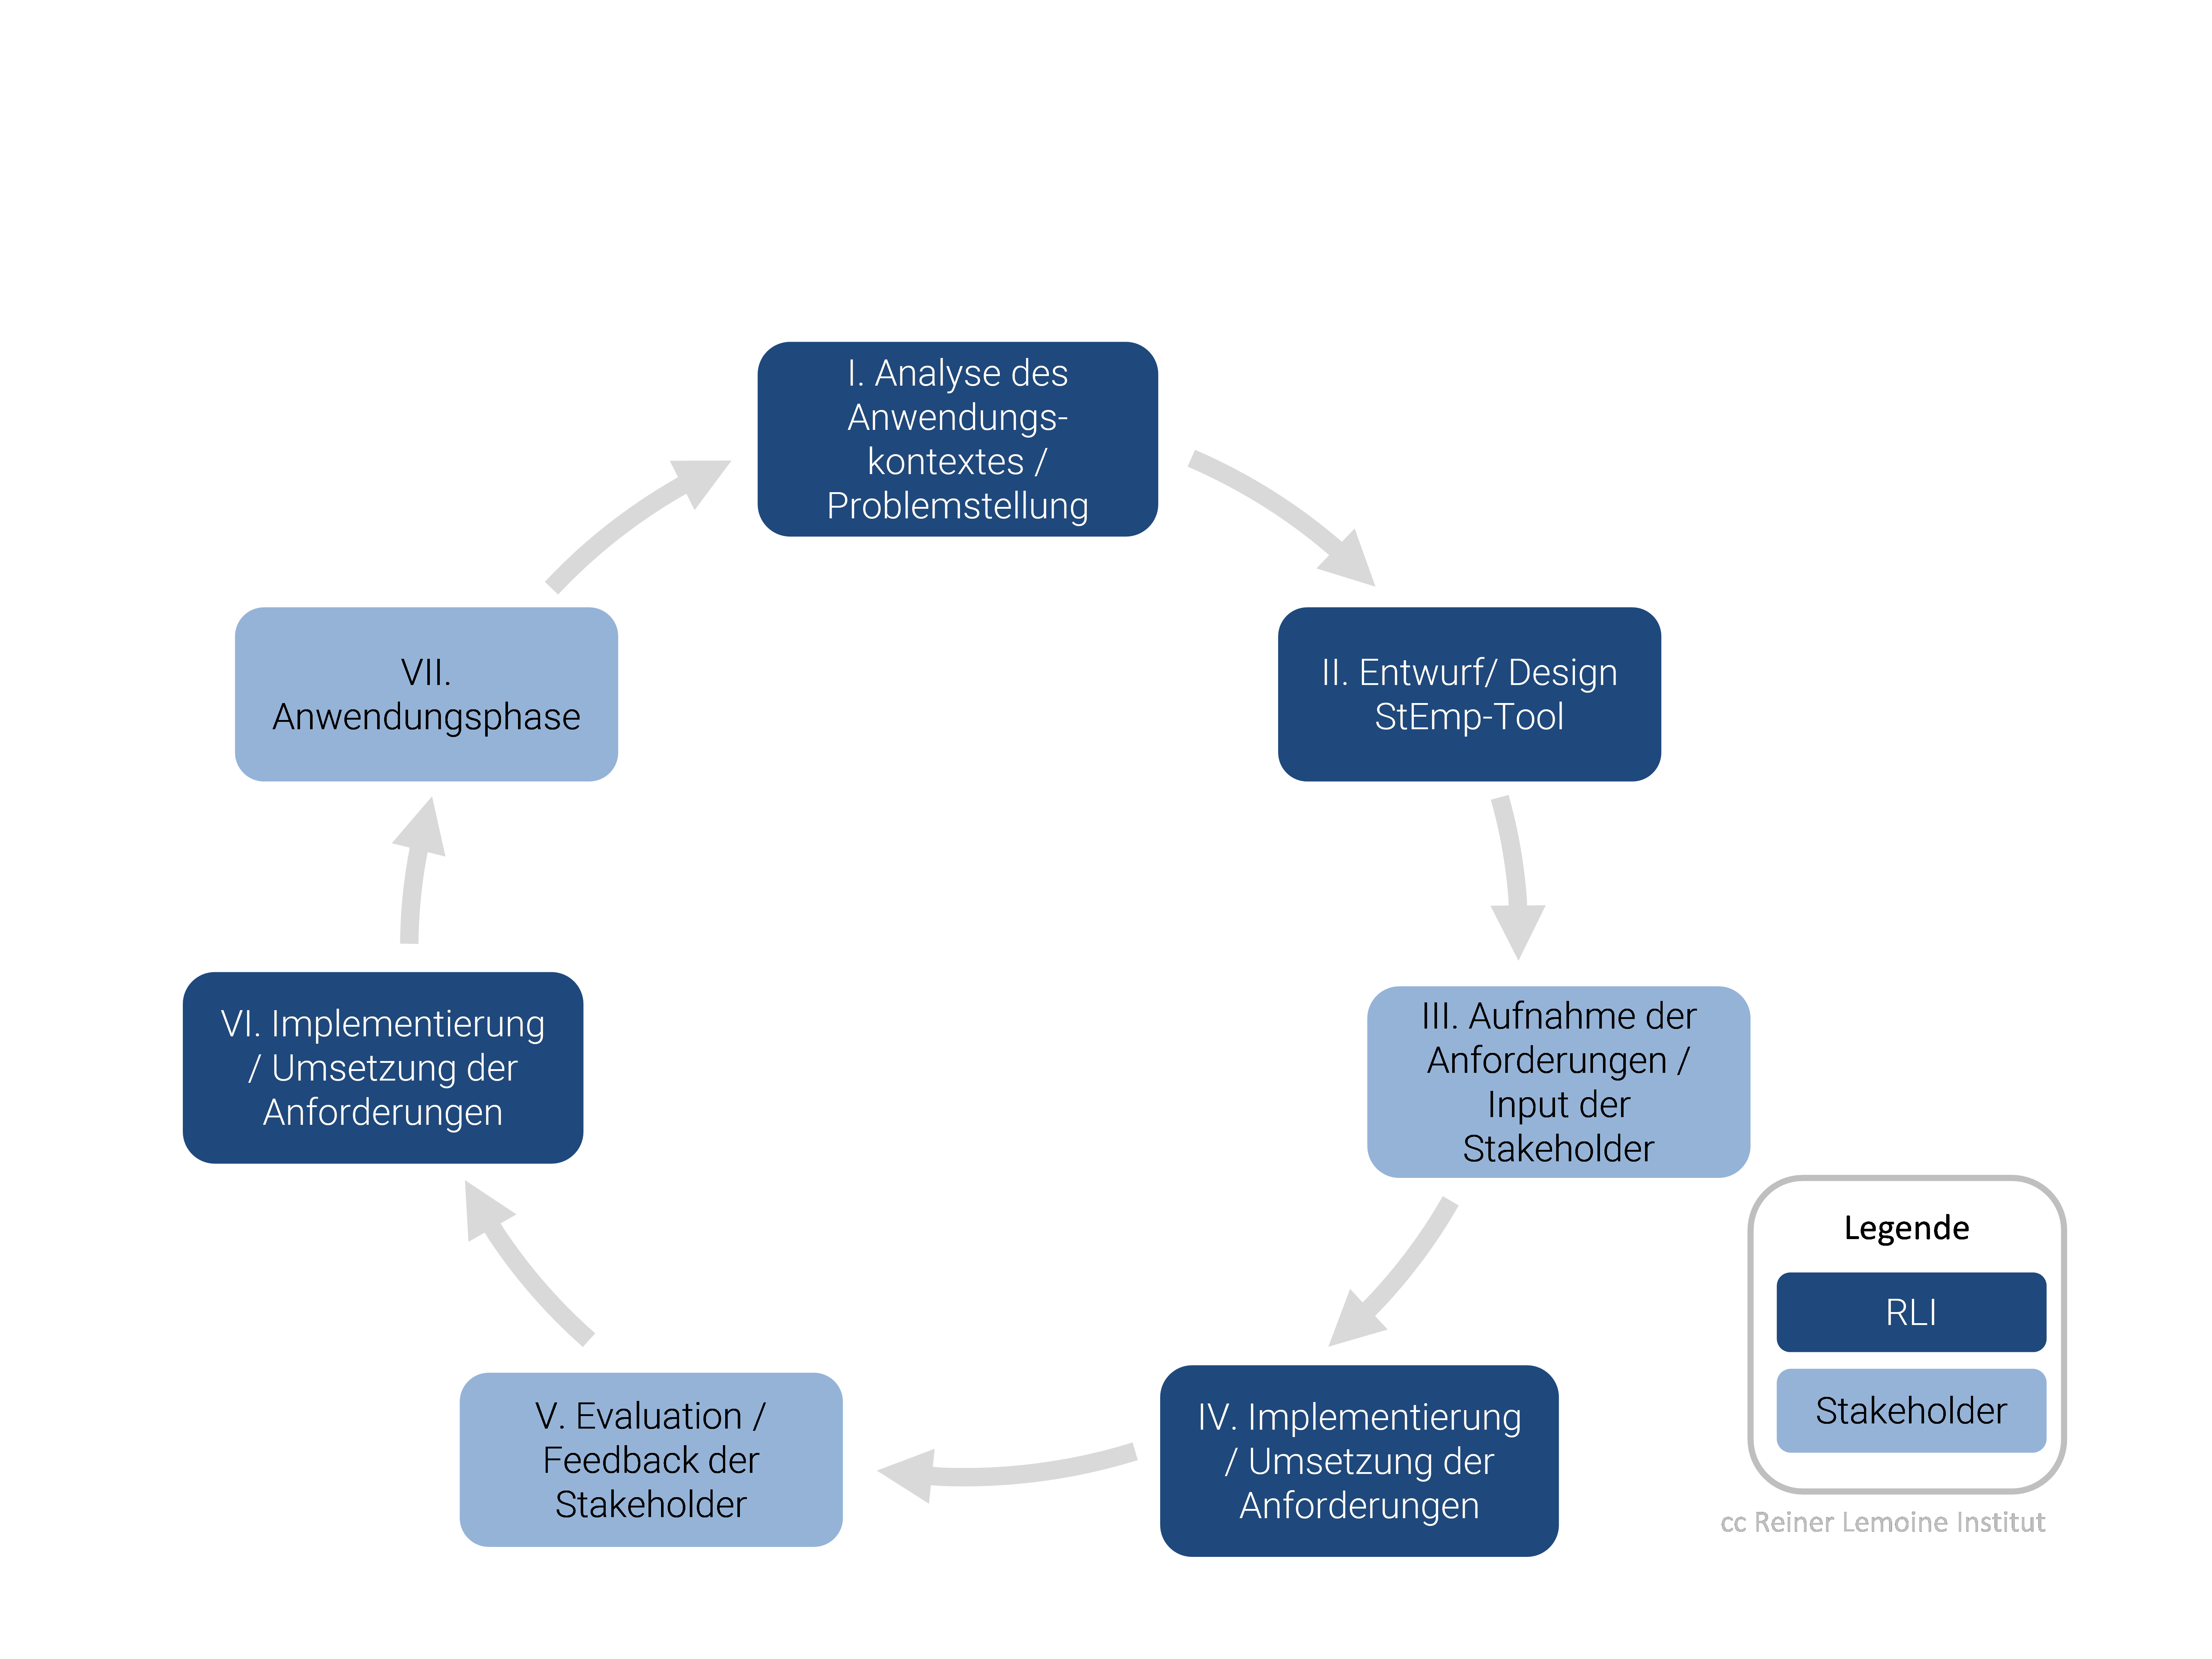 I. Analyse des
Anwendungs-
kontextes /
Problemstellung
II. Entwurf/ Design
StEmp-Tool
III. Aufnahme der
Anforderungen /
Input der
Stakeholder
IV. Implementierung
/ Umsetzung der
Anforderungen
V. Evaluation /
Feedback der
Stakeholder
VI. Implementierung
/ Umsetzung der
Anforderungen
VII.
Anwendungsphase
Legende
RLI
Stakeholder
cc Reiner Lemoine Institut